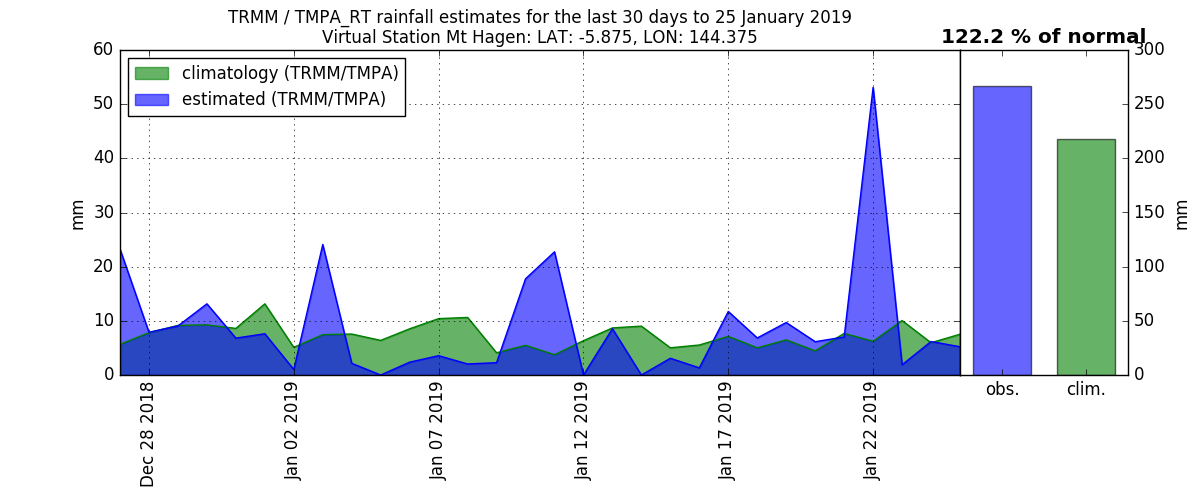 TRMM / TMPA_RT rainfall estimates for the last 30 days to 25 January 2019
Virtual Station Mt Hagen: LAT: -5.875, LON: 144.375
122.2 % of normal
climatology (TRMM/TMPA)
estimated (TRMM/TMPA)
60
50
40
30
20
10
0
mm
Dec 28 2018
Jan 02 2019
Jan 07 2019
Jan 12 2019
Jan 17 2019
Jan 22 2019
300
250
200
150
100
50
0
mm
obs.
clim.